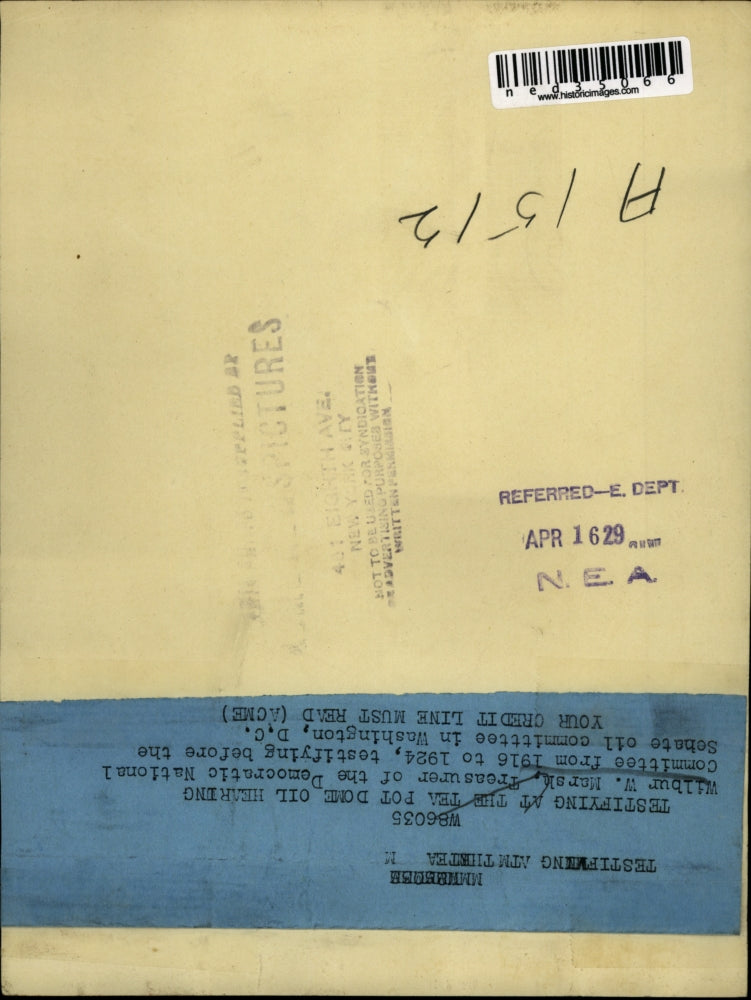 ned35066
www.historicimages.com
A 1512
SUPPLIED BY
PICTURES
461 EIGHTH AVE.
NEW YORK CITY
NOT TO BE USED FOR SYNDICATION
OR ADVERTISING PURPOSES WITHOUT
WRITTEN PERMISSION
REFERRED—E. DEPT.
APR 16 29
N. E. A.
TESTIFYING AT THE TEA
W86035
TESTIFYING AT THE TEA POT DOME OIL HEARING
Wilbur W. Marsh, Treasurer of the Democratic National
Committee from 1916 to 1924, testifying before the
Senate oil committee in Washington, D.C.
YOUR CREDIT LINE MUST READ (ACME)